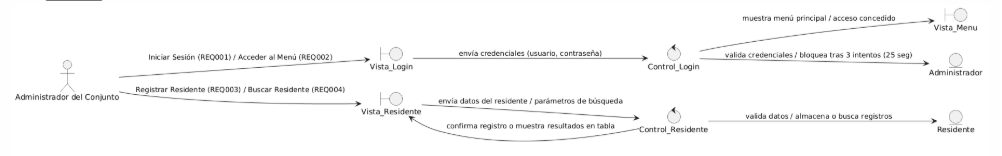 muestra menú principal / acceso concedido
Vista_Menu
Iniciar Sesión (REQ001) / Acceder al Menú (REQ002)
envía credenciales (usuario, contraseña)
valida credenciales / bloquea tras 3 intentos (25 seg)
Vista_Login
Control_Login
Administrador
Administrador del Conjunto
Registrar Residente (REQ003) / Buscar Residente (REQ004)
envía datos del residente / parámetros de búsqueda
Vista_Residente
confirma registro o muestra resultados en tabla
Control_Residente
valida datos / almacena o busca registros
Residente